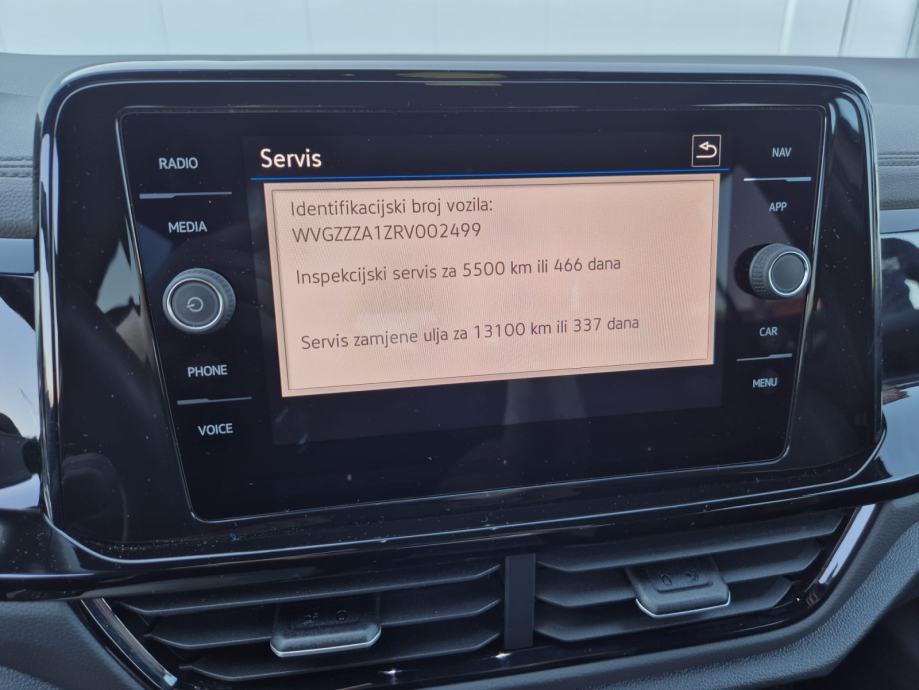 Servis
RADIO
MEDIA
PHONE
VOICE
Identifikacijski broj vozila:
WVGZZZA1ZRV002499
Inspekcijski servis za 5500 km ili 466 dana
Servis zamjene ulja za 13100 km ili 337 dana
NAV
APP
CAR
MENU